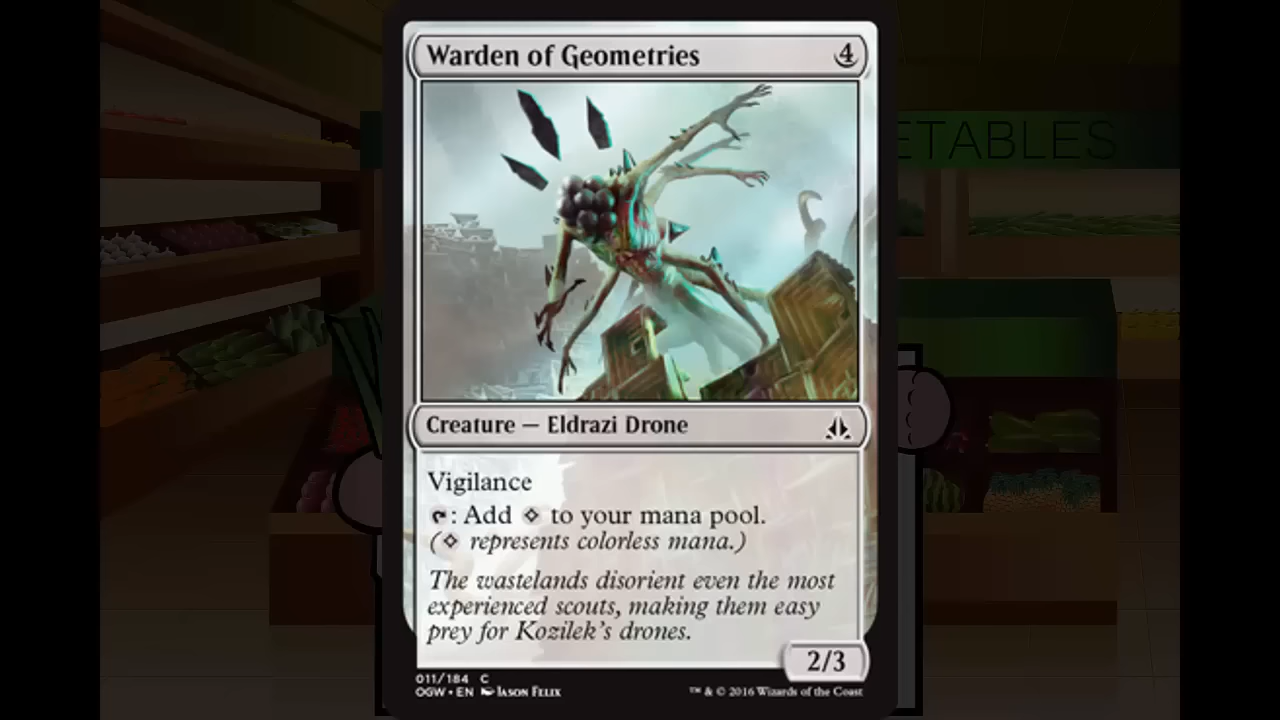 Warden of Geometries
4
ETABLES
Creature — Eldrazi Drone
Vigilance
: Add to your mana pool.
( represents colorless mana.)
The wastelands disorient even the most
experienced scouts, making them easy
prey for Kozilek's drones.
2/3
011/184 C
OGW • EN Jason Felix
™ & © 2016 Wizards of the Coast